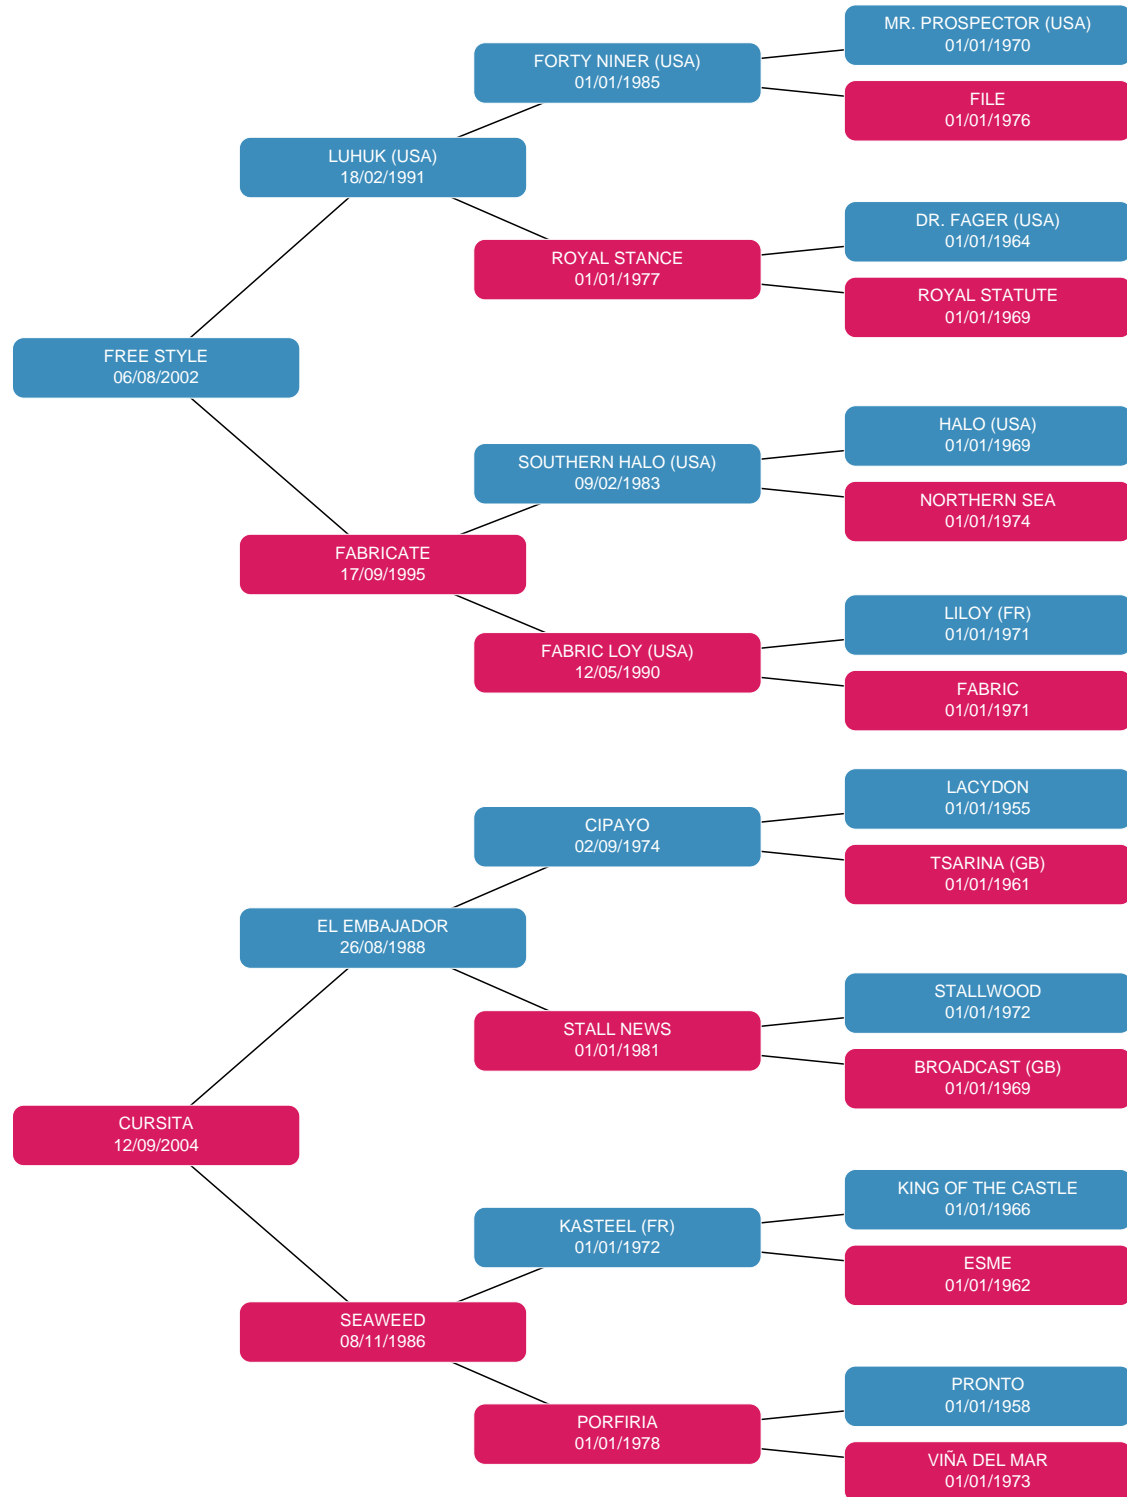 MR. PROSPECTOR (USA)
01/01/1970
FORTY NINER (USA)
01/01/1985
FILE
01/01/1976
LUHUK (USA)
18/02/1991
DR. FAGER (USA)
01/01/1964
ROYAL STANCE
01/01/1977
ROYAL STATUTE
01/01/1969
FREE STYLE
06/08/2002
HALO (USA)
01/01/1969
SOUTHERN HALO (USA)
09/02/1983
NORTHERN SEA
01/01/1974
FABRICATE
17/09/1995
LILOY (FR)
01/01/1971
FABRIC LOY (USA)
12/05/1990
FABRIC
01/01/1971
LACYDON
01/01/1955
CIPAYO
02/09/1974
TSARINA (GB)
01/01/1961
EL EMBAJADOR
26/08/1988
STALLWOOD
01/01/1972
STALL NEWS
01/01/1981
BROADCAST (GB)
01/01/1969
CURSITA
12/09/2004
KING OF THE CASTLE
01/01/1966
KASTEEL (FR)
01/01/1972
ESME
01/01/1962
SEAWEED
08/11/1986
PRONTO
01/01/1958
PORFIRIA
01/01/1978
VIÑA DEL MAR
01/01/1973